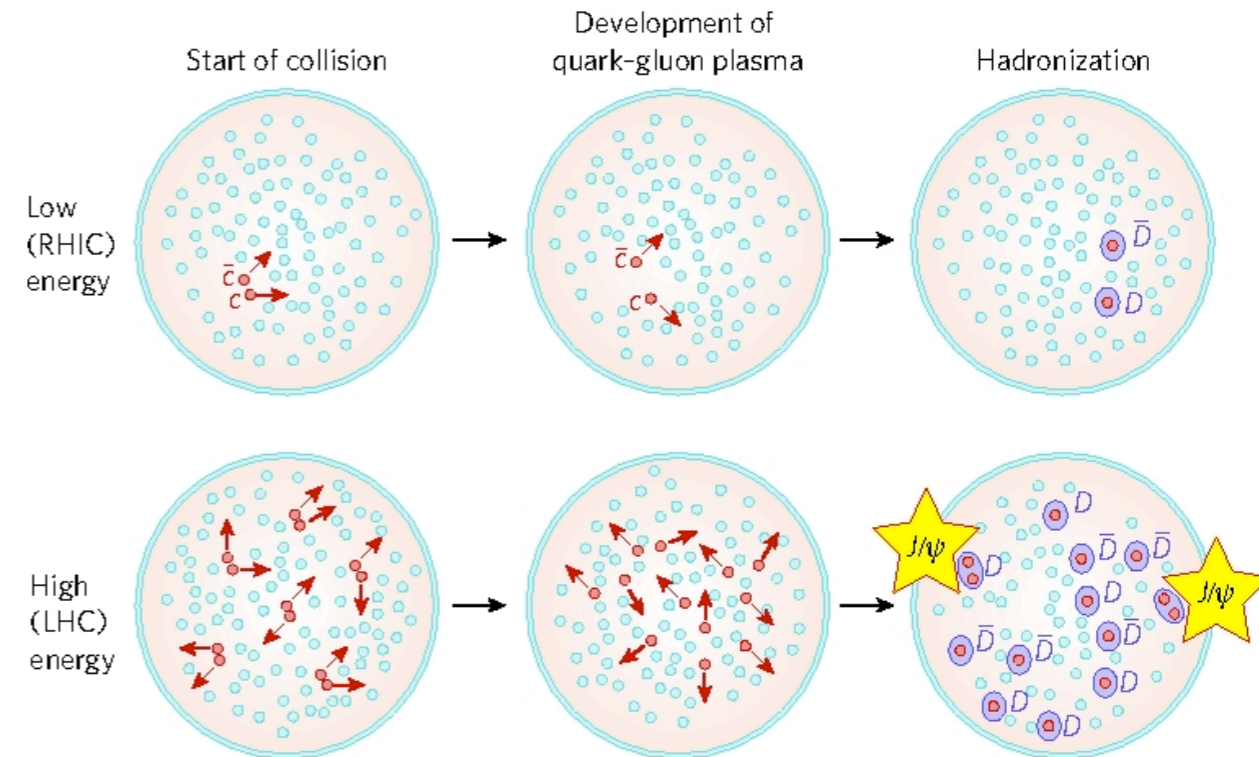 Start of collision
Development of
quark-gluon plasma
Hadronization
Low
(RHIC)
energy
c̄
c
c̄
c
D̄
D
High
(LHC)
energy
J/ψ
D
D
D̄
D̄
J/ψ
D
D̄
D̄
D̄
D
D
D